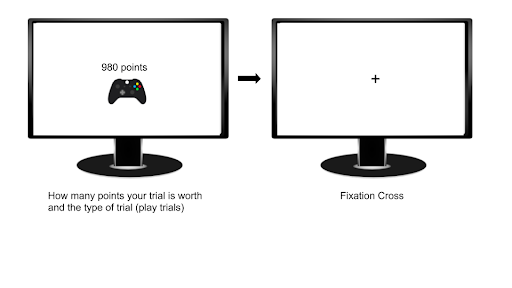 980 points
+
How many points your trial is worth
and the type of trial (play trials)
Fixation Cross